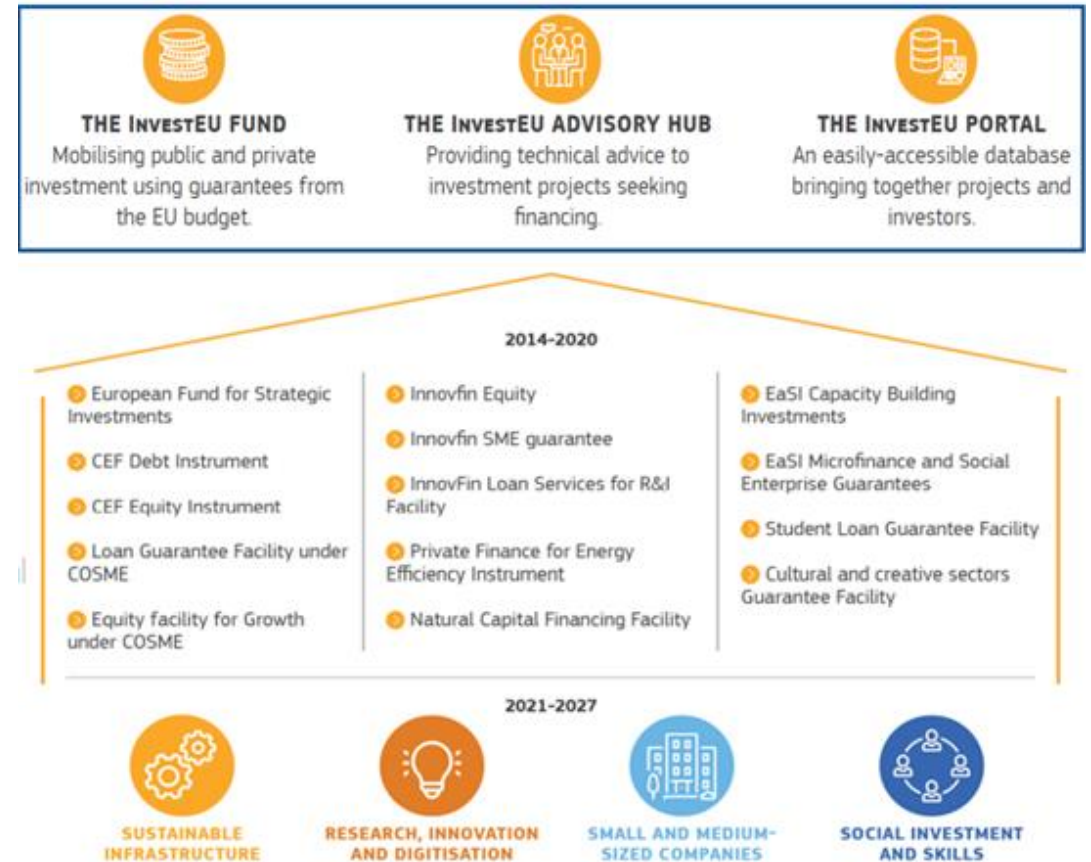 THE INVESTEU FUND
Mobilising public and private
investment using guarantees from
the EU budget.
THE INVESTEU ADVISORY HUB
Providing technical advice to
investment projects seeking
financing.
THE INVESTEU PORTAL
An easily-accessible database
bringing together projects and
investors.
2014-2020
European Fund for Strategic
Investments
CEF Debt Instrument
CEF Equity Instrument
Loan Guarantee Facility under
COSME
Equity facility for Growth
under COSME
Innovfin Equity
Innovfin SME guarantee
InnovFin Loan Services for R&I
Facility
Private Finance for Energy
Efficiency Instrument
Natural Capital Financing Facility
EaSI Capacity Building
Investments
EaSI Microfinance and Social
Enterprise Guarantees
Student Loan Guarantee Facility
Cultural and creative sectors
Guarantee Facility
2021-2027
SUSTAINABLE
INFRASTRUCTURE
RESEARCH, INNOVATION
AND DIGITISATION
SMALL AND MEDIUM-
SIZED COMPANIES
SOCIAL INVESTMENT
AND SKILLS